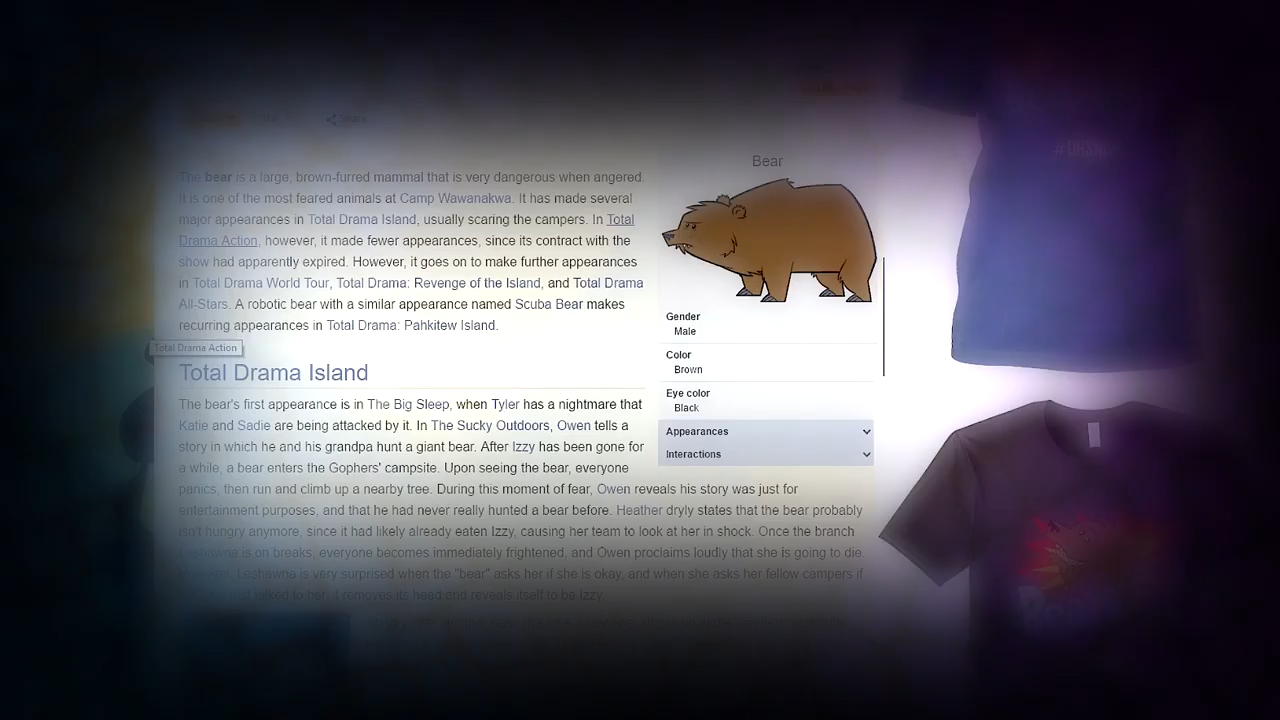 Share
The bear is a large, brown-furred mammal that is very dangerous when angered.
It is one of the most feared animals at Camp Wawanakwa. It has made several
major appearances in Total Drama Island, usually scaring the campers. In Total
Drama Action, however, it made fewer appearances, since its contract with the
show had apparently expired. However, it goes on to make further appearances
in Total Drama World Tour, Total Drama: Revenge of the Island, and Total Drama
All-Stars. A robotic bear with a similar appearance named Scuba Bear makes
recurring appearances in Total Drama: Pahkitew Island.
Total Drama Action
Bear
Gender
Male
Color
Brown
Eye color
Black
Appearances
Interactions
Total Drama Island
The bear's first appearance is in The Big Sleep, when Tyler has a nightmare that
Katie and Sadie are being attacked by it. In The Sucky Outdoors, Owen tells a
story in which he and his grandpa hunt a giant bear. After Izzy has been gone for
a while, a bear enters the Gophers' campsite. Upon seeing the bear, everyone
panics, then run and climb up a nearby tree. During this moment of fear, Owen reveals his story was just for
entertainment purposes, and that he had never really hunted a bear before. Heather dryly states that the bear probably
isn't hungry anymore, since it had likely already eaten Izzy, causing her team to look at her in shock. Once the branch
Leshawna is on breaks, everyone becomes immediately frightened, and Owen proclaims loudly that she is going to die.
Leshawna is very surprised when the "bear" asks her if she is okay, and when she asks her fellow campers if
just talked to her, it removes its head and reveals itself to be Izzy.